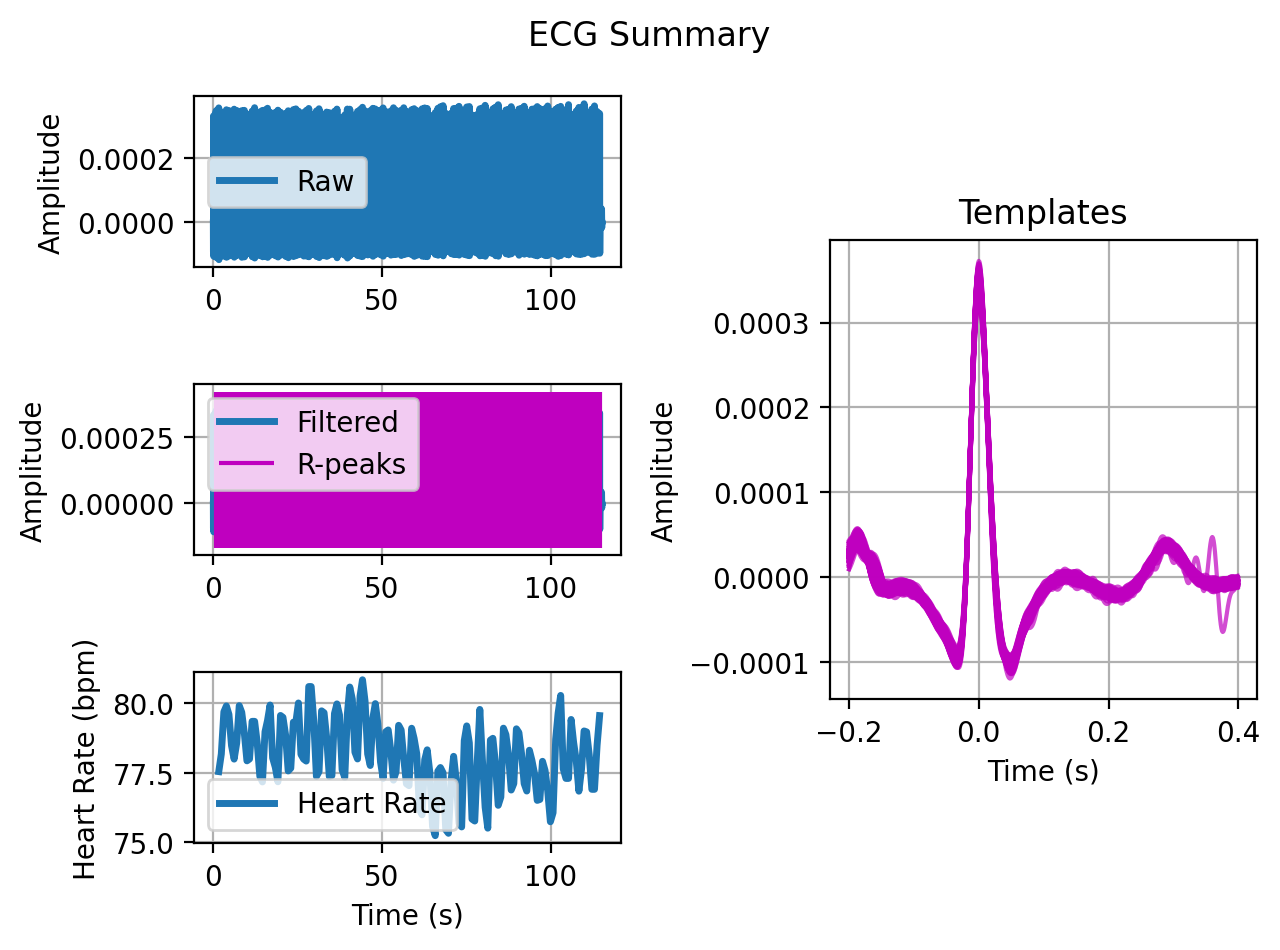 ECG Summary
Amplitude
0.0002
0.0000
Raw
0 50 100
Amplitude
0.00025
0.00000
Filtered
R-peaks
0 50 100
Heart Rate (bpm)
80.0
77.5
75.0
Heart Rate
0 50 100
Time (s)
Templates
Amplitude
0.0003
0.0002
0.0001
0.0000
−0.0001
−0.2 0.0 0.2 0.4
Time (s)